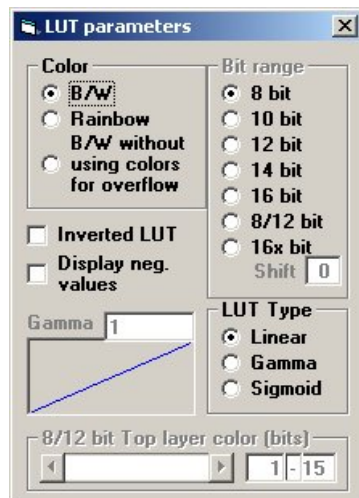 LUT parameters
Color
B/W
Rainbow
B/W without
using colors
for overflow
Inverted LUT
Display neg.
values
Gamma 1
Bit range
8 bit
10 bit
12 bit
14 bit
16 bit
8/12 bit
16x bit
Shift 0
LUT Type
Linear
Gamma
Sigmoid
8/12 bit Top layer color (bits)
1 - 15